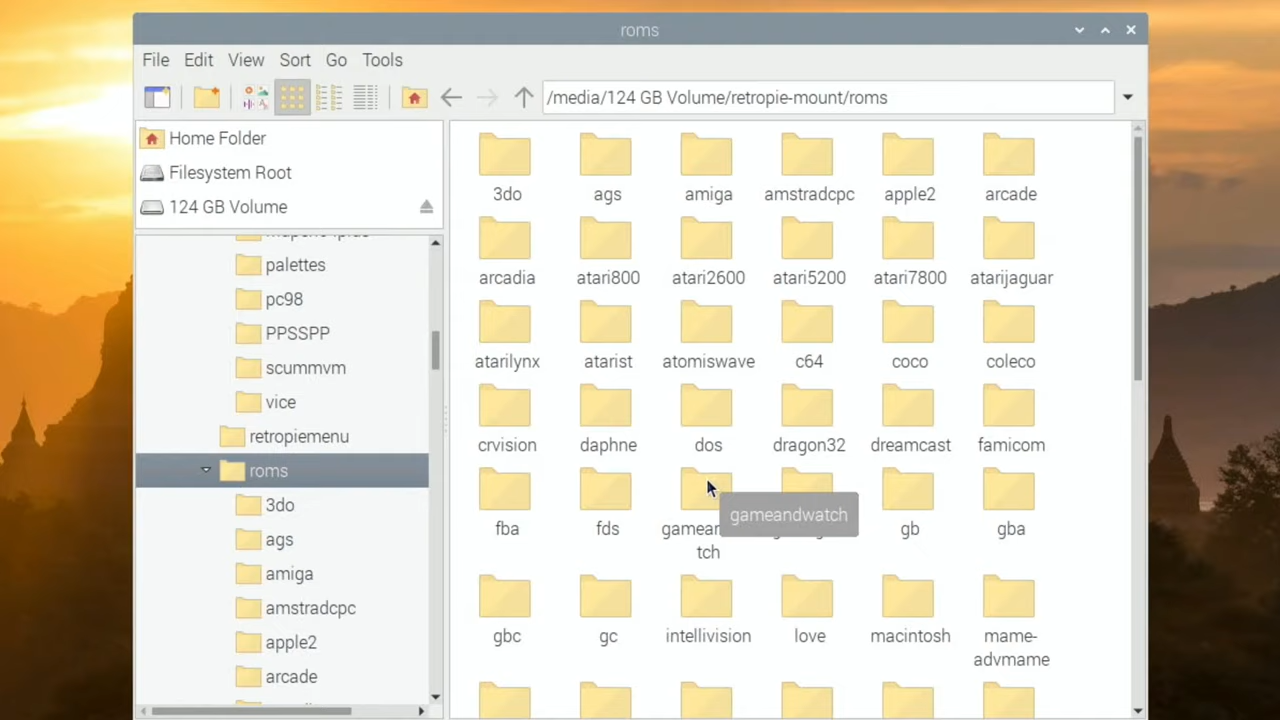 roms
File Edit View Sort Go Tools
/media/124 GB Volume/retropie-mount/roms
Home Folder
Filesystem Root
124 GB Volume
palettes
pc98
PPSSPP
scummvm
vice
retropiemenu
roms
3do
ags
amiga
amstradcpc
apple2
arcade
3do ags amiga amstradcpc apple2 arcade
arcadia atari800 atari2600 atari5200 atari7800 atarijaguar
atarilynx atarist atomiswave c64 coco coleco
crvision daphne dos dragon32 dreamcast famicom
gameandwatch
fba fds gb gba
tch
gbc gc intellivision love macintosh mame-
advmame